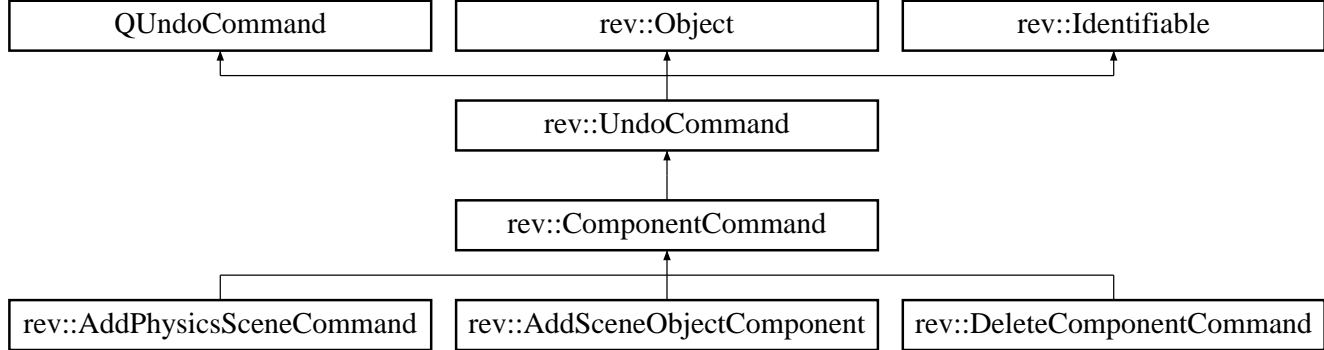 QUndoCommand
rev::Object
rev::Identifiable
rev::UndoCommand
rev::ComponentCommand
rev::AddPhysicsSceneCommand
rev::AddSceneObjectComponent
rev::DeleteComponentCommand